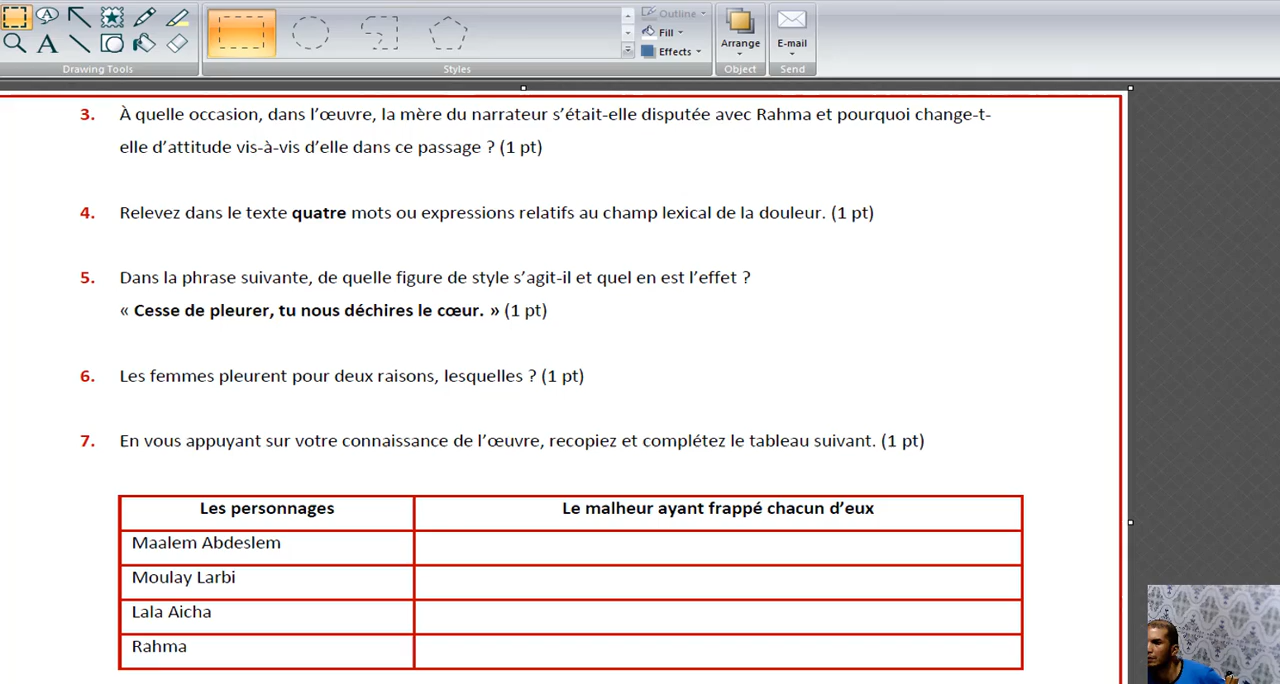 Outline
Fill
Effects
Arrange
E-mail
Drawing Tools
Styles
Object
Send
3. À quelle occasion, dans l’œuvre, la mère du narrateur s’était-elle disputée avec Rahma et pourquoi change-t-
elle d’attitude vis-à-vis d’elle dans ce passage ? (1 pt)
4. Relevez dans le texte quatre mots ou expressions relatifs au champ lexical de la douleur. (1 pt)
5. Dans la phrase suivante, de quelle figure de style s’agit-il et quel en est l’effet ?
« Cesse de pleurer, tu nous déchires le cœur. » (1 pt)
6. Les femmes pleurent pour deux raisons, lesquelles ? (1 pt)
7. En vous appuyant sur votre connaissance de l’œuvre, recopiez et complétez le tableau suivant. (1 pt)
Les personnages Le malheur ayant frappé chacun d’eux
Maalem Abdeslem
Moulay Larbi
Lala Aicha
Rahma